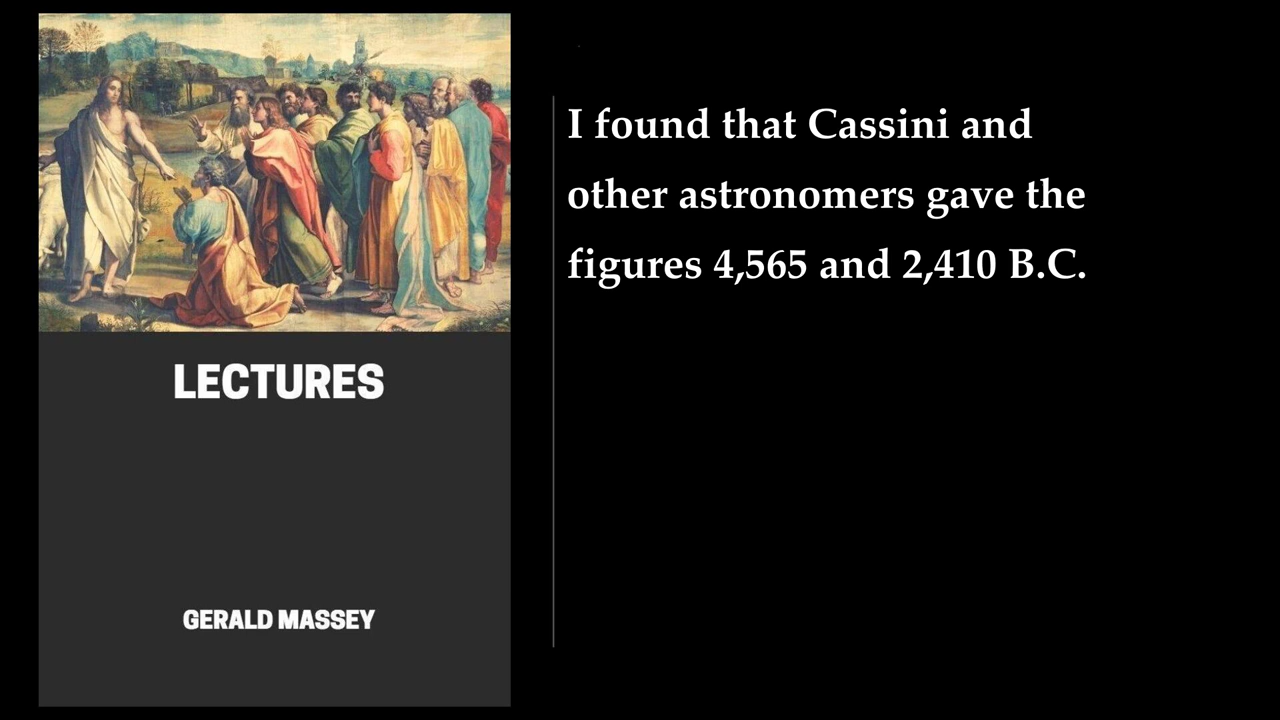 LECTURES
GERALD MASSEY
I found that Cassini and
other astronomers gave the
figures 4,565 and 2,410 B.C.